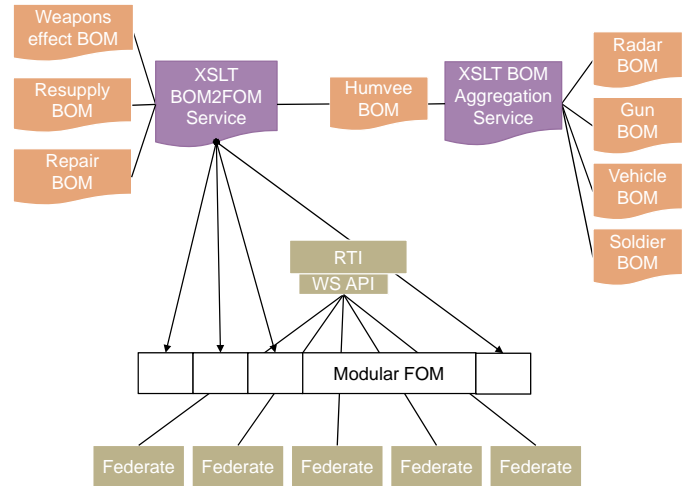 Weapons
effect BOM
Resupply
BOM
Repair
BOM
XSLT
BOM2FOM
Service
Humvee
BOM
XSLT BOM
Aggregation
Service
Radar
BOM
Gun
BOM
Vehicle
BOM
Soldier
BOM
RTI
WS API
Modular FOM
Federate
Federate
Federate
Federate
Federate